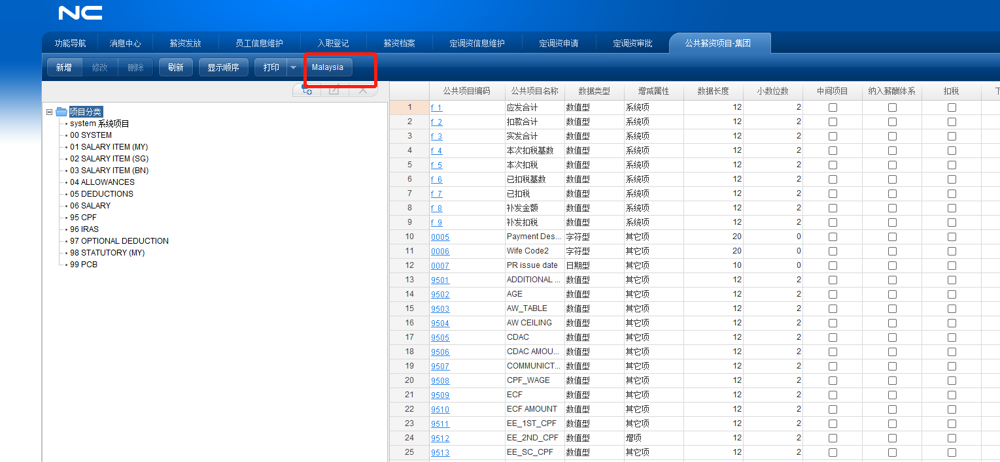 NC
功能导航 消息中心 薪资发放 员工信息维护 入职登记 薪资档案 定调资信息维护 定调资申请 定调资审批 公共薪资项目-集团
新增 修改 删除 刷新 显示顺序 打印 Malaysia
项目分类
system 系统项目
00 SYSTEM
01 SALARY ITEM (MY)
02 SALARY ITEM (SG)
03 SALARY ITEM (BN)
04 ALLOWANCES
05 DEDUCTIONS
06 SALARY
95 CPF
96 IRAS
97 OPTIONAL DEDUCTION
98 STATUTORY (MY)
99 PCB
公共项目编码 公共项目名称 数据类型 增减属性 数据长度 小数位数 中间项目 纳入薪酬体系 扣税
1 f_1 应发合计 数值型 系统项 12 2
2 f_2 扣款合计 数值型 系统项 12 2
3 f_3 实发合计 数值型 系统项 12 2
4 f_4 本次扣税基数 数值型 系统项 12 2
5 f_5 本次扣税 数值型 系统项 12 2
6 f_6 已扣税基数 数值型 系统项 12 2
7 f_7 已扣税 数值型 系统项 12 2
8 f_8 补发金额 数值型 系统项 12 2
9 f_9 补发扣税 数值型 系统项 12 2
10 0005 Payment Des... 字符型 其它项 20 0
11 0006 Wife Code2 字符型 其它项 20 0
12 0007 PR issue date 日期型 其它项 10 0
13 9501 ADDITIONAL ... 数值型 其它项 12 2
14 9502 AGE 数值型 其它项 12 2
15 9503 AW_TABLE 数值型 其它项 12 2
16 9504 AW CEILING 数值型 其它项 12 2
17 9505 CDAC 数值型 其它项 12 2
18 9506 CDAC AMOU... 数值型 其它项 12 2
19 9507 COMMUNICT... 数值型 其它项 12 2
20 9508 CPF_WAGE 数值型 其它项 12 2
21 9509 ECF 数值型 其它项 12 2
22 9510 ECF AMOUNT 数值型 其它项 12 2
23 9511 EE_1ST_CPF 数值型 其它项 12 2
24 9512 EE_2ND_CPF 数值型 增项 12 2
25 9513 EE_SC_CPF 数值型 其它项 12 2